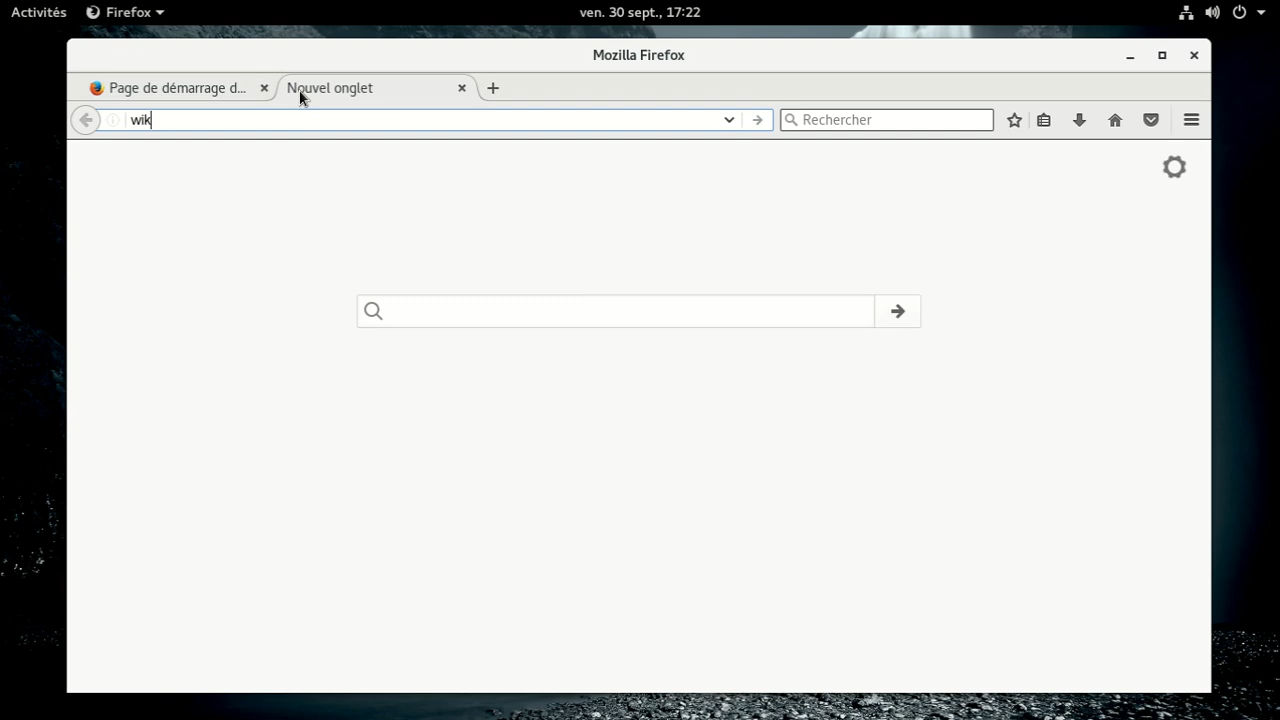 Activités Firefox ven. 30 sept., 17:22
Mozilla Firefox
Page de démarrage d... Nouvel onglet
wik Rechercher